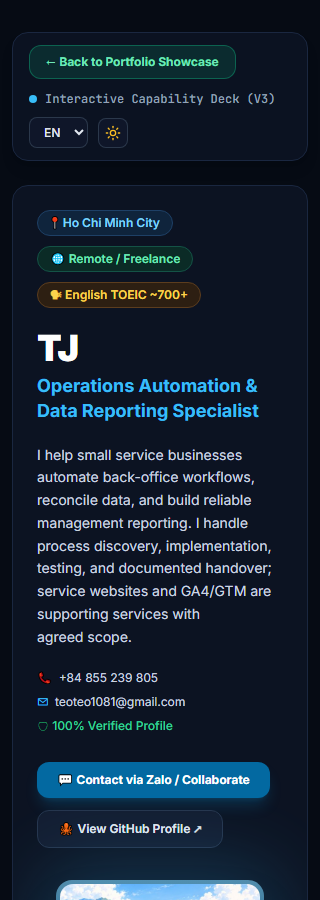 ← Back to Portfolio Showcase
Interactive Capability Deck (V3)
EN
Ho Chi Minh City
Remote / Freelance
English TOEIC ~700+
TJ
Operations Automation &
Data Reporting Specialist
I help small service businesses
automate back-office workflows,
reconcile data, and build reliable
management reporting. I handle
process discovery, implementation,
testing, and documented handover;
service websites and GA4/GTM are
supporting services with
agreed scope.
+84 855 239 805
teoteo1081@gmail.com
100% Verified Profile
Contact via Zalo / Collaborate
View GitHub Profile ↗